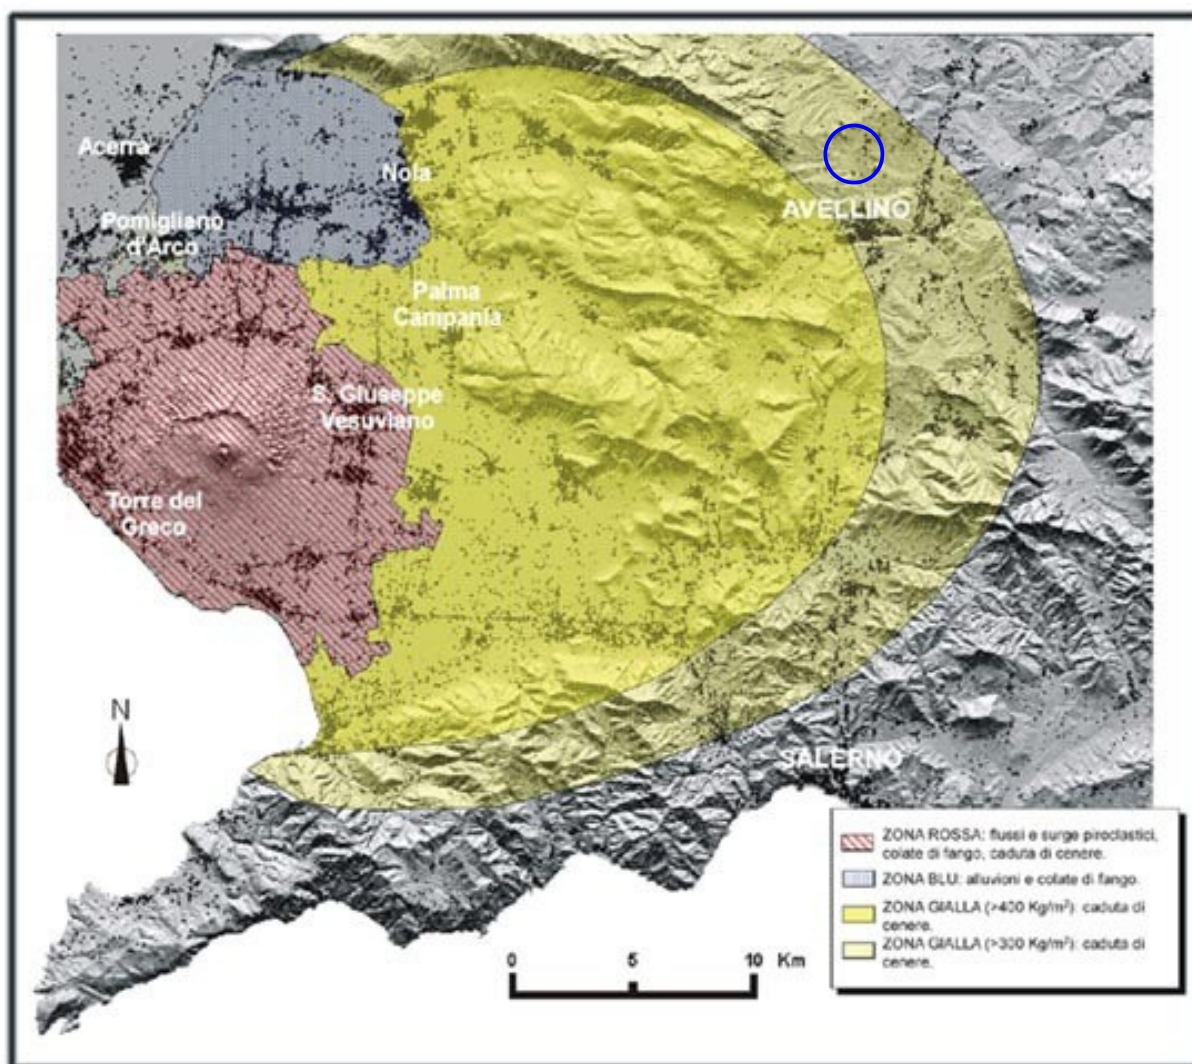 Acerra
Nola
Pomigliano
d'Arco
AVELLINO
Palma
Campania
S. Giuseppe
Vesuviano
Torre del
Greco
N
SALERNO
0 5 10 Km
ZONA ROSSA: flussi e surge piroclastici,
colate di fango, caduta di cenere.
ZONA BLU: alluvioni e colate di fango.
ZONA GIALLA (>400 Kg/m²): caduta di
cenere.
ZONA GIALLA (>300 Kg/m²): caduta di
cenere.